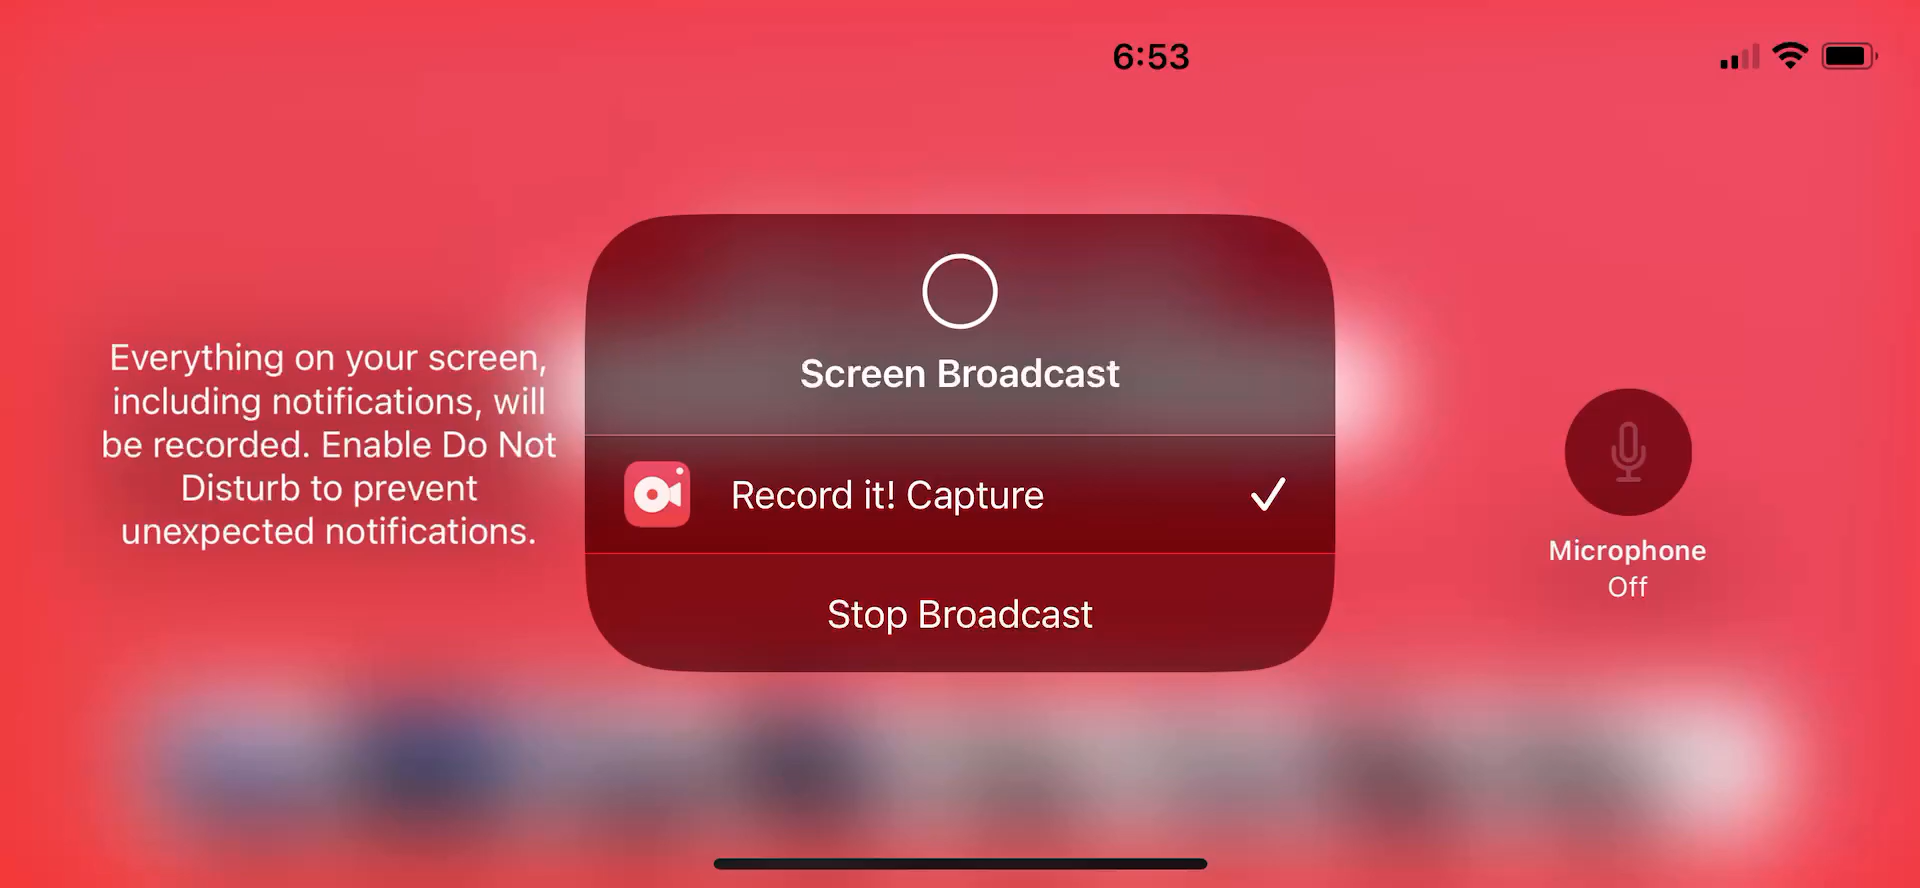 6:53
Everything on your screen,
including notifications, will
be recorded. Enable Do Not
Disturb to prevent
unexpected notifications.
Screen Broadcast
Record it! Capture
Stop Broadcast
Microphone
Off